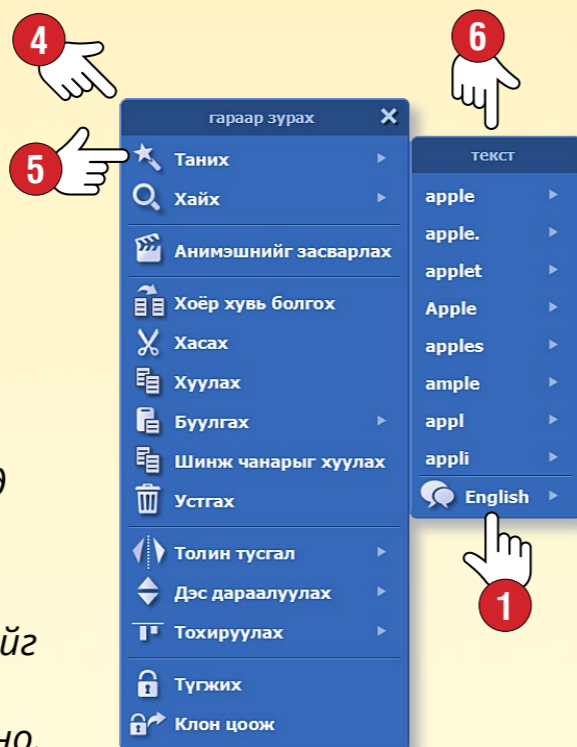 4
6
гараар зурах
5
Таних
Хайх
Анимэшнийг засварлах
Хоёр хувь болгох
Хасах
Хуулах
Буулгах
Шинж чанарыг хуулах
Устгах
Толин тусгал
Дэс дараалуулах
Тохируулах
Түгжих
Клон цоож
текст
apple
apple.
applet
Apple
apples
ample
appl
appli
English
1
йг
но.